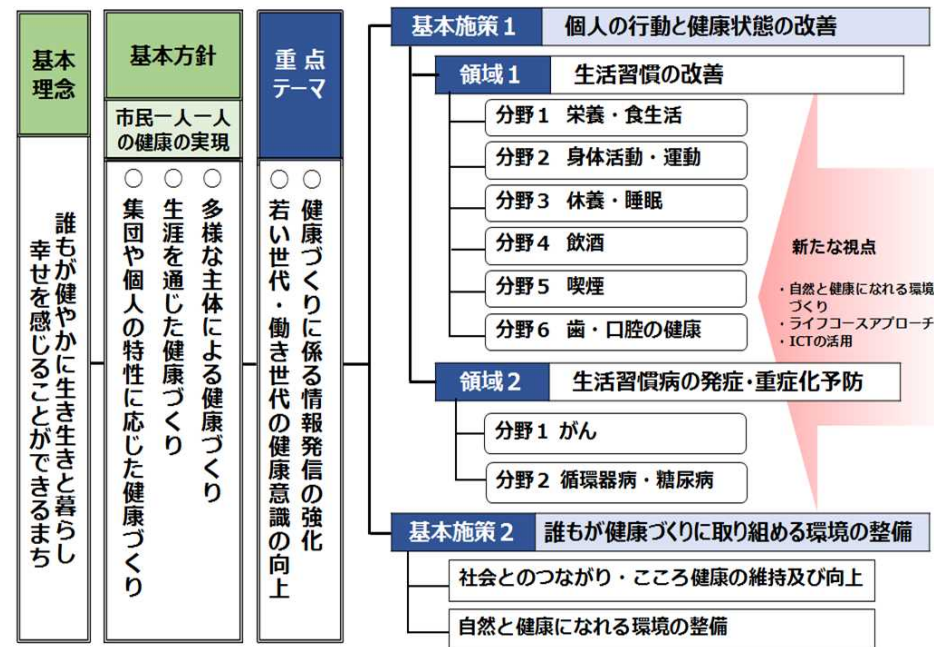 基本
理念
誰もが健やかに生き生きと暮らし
幸せを感じることができるまち
基本方針
市民一人一人
の健康の実現
○ 多様な主体による健康づくり
○ 生涯を通じた健康づくり
○ 集団や個人の特性に応じた健康づくり
重点
テーマ
○ 健康づくりに係る情報発信の強化
○ 若い世代・働き世代の健康意識の向上
基本施策1 個人の行動と健康状態の改善
領域1 生活習慣の改善
分野1 栄養・食生活
分野2 身体活動・運動
分野3 休養・睡眠
分野4 飲酒
分野5 喫煙
分野6 歯・口腔の健康
領域2 生活習慣病の発症・重症化予防
分野1 がん
分野2 循環器病・糖尿病
基本施策2 誰もが健康づくりに取り組める環境の整備
社会とのつながり・こころ健康の維持及び向上
自然と健康になれる環境の整備
新たな視点
・自然と健康になれる環境
づくり
・ライフコースアプローチ
・ICTの活用